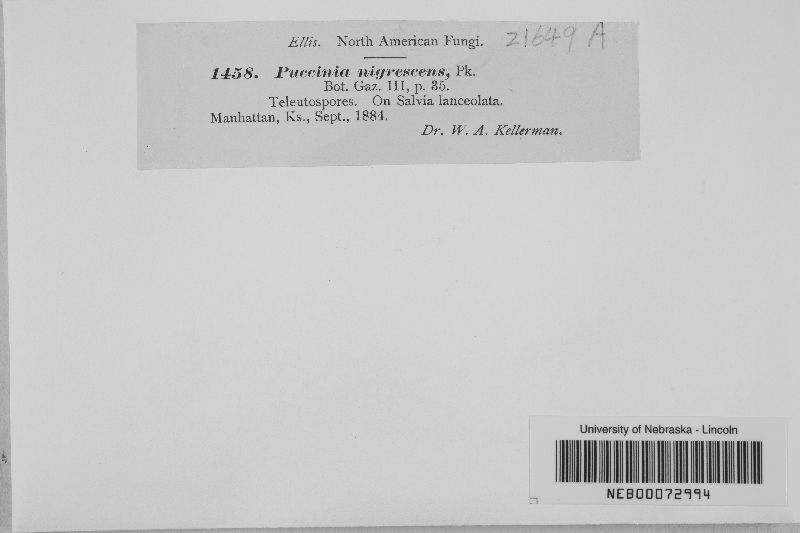 Ellis. North American Fungi. 21649 A
1458. Puccinia nigrescens, Pk.
Bot. Gaz. III, p. 35.
Teleutospores. On Salvia lanceolata.
Manhattan, Ks., Sept., 1884.
Dr. W. A. Kellerman.
University of Nebraska - Lincoln
NEB00072994